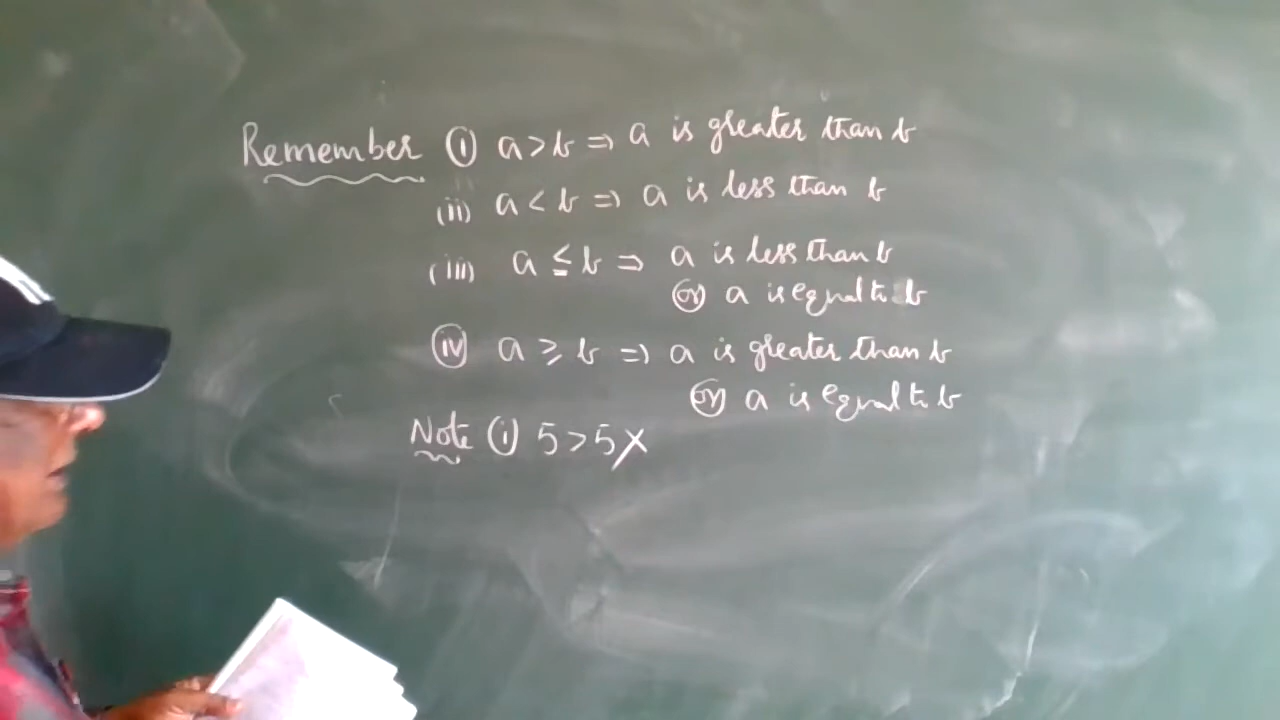 Remember (i) a > b ⇒ a is greater than b
(ii) a < b ⇒ a is less than b
(iii) a ≤ b ⇒ a is less than b
(or) a is equal to b
(iv) a ≥ b ⇒ a is greater than b
(or) a is equal to b
Note (i) 5 > 5 ✗